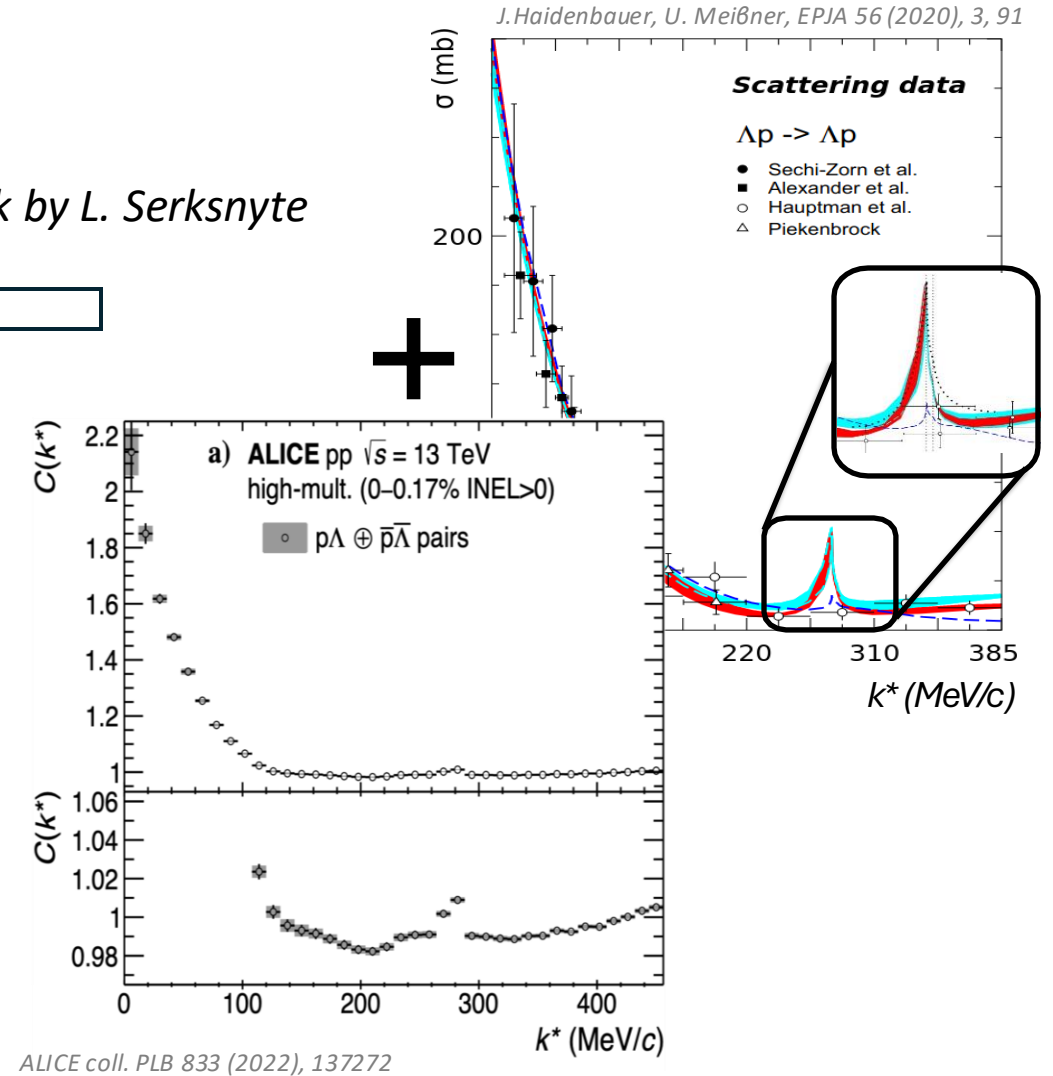 J.Haidenbauer, U. Meißner, EPJA 56 (2020), 3, 91
σ (mb)
Scattering data
Λp -> Λp
Sechi-Zorn et al.
Alexander et al.
Hauptman et al.
Piekenbrock
k by L. Serksnyte
200
+
220 310 385
k* (MeV/c)
C(k*)
2.2
2
1.8
1.6
1.4
1.2
1
a) ALICE pp √s = 13 TeV
high-mult. (0–0.17% INEL>0)
pΛ ⊕ p̅Λ̅ pairs
C(k*)
1.06
1.04
1.02
1
0.98
0 100 200 300 400
k* (MeV/c)
ALICE coll. PLB 833 (2022), 137272